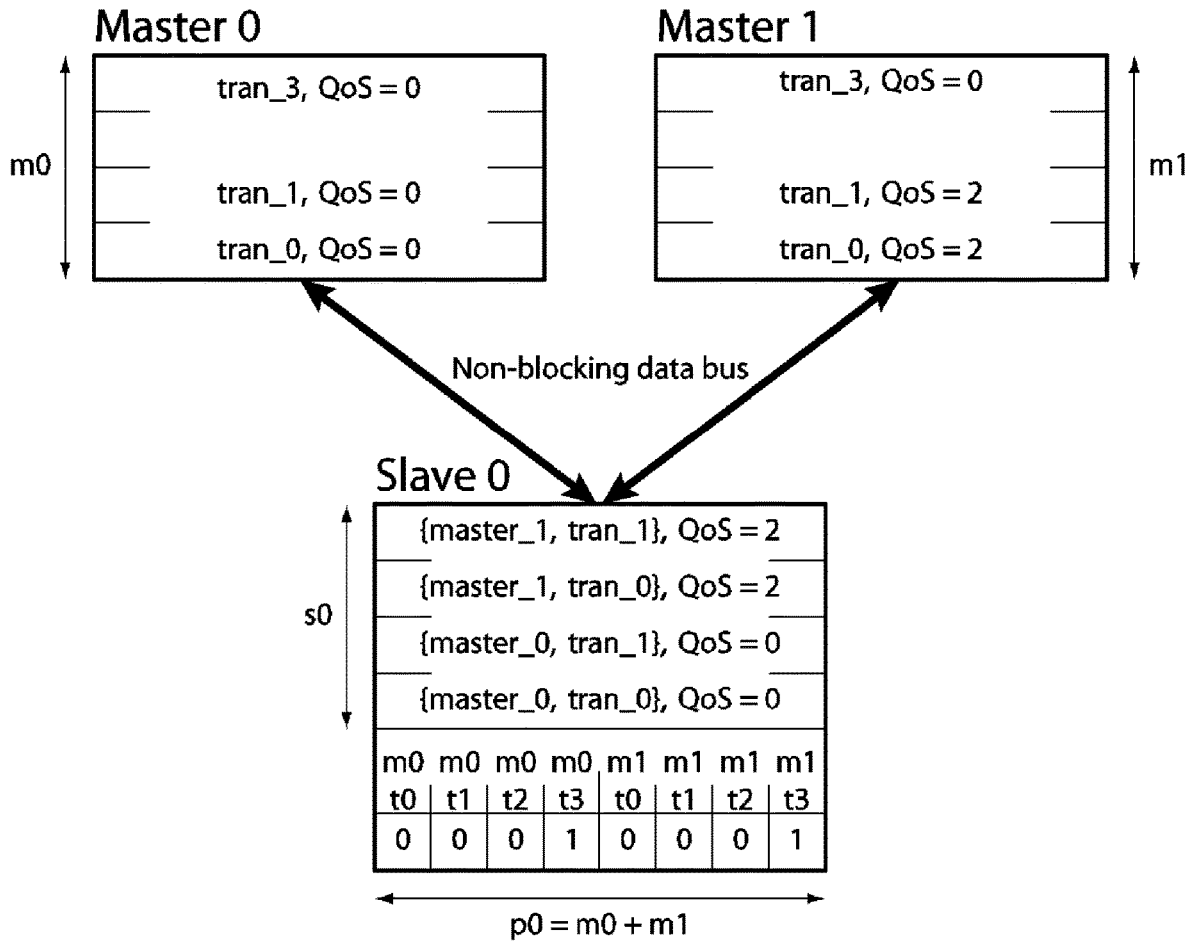 Master 0
Master 1
tran_3, QoS = 0
tran_3, QoS = 0
m0
m1
tran_1, QoS = 0
tran_1, QoS = 2
tran_0, QoS = 0
tran_0, QoS = 2
Non-blocking data bus
Slave 0
{master_1, tran_1}, QoS = 2
{master_1, tran_0}, QoS = 2
s0
{master_0, tran_1}, QoS = 0
{master_0, tran_0}, QoS = 0
m0 m0 m0 m0 m1 m1 m1 m1
t0 t1 t2 t3 t0 t1 t2 t3
0 0 0 1 0 0 0 1
p0 = m0 + m1